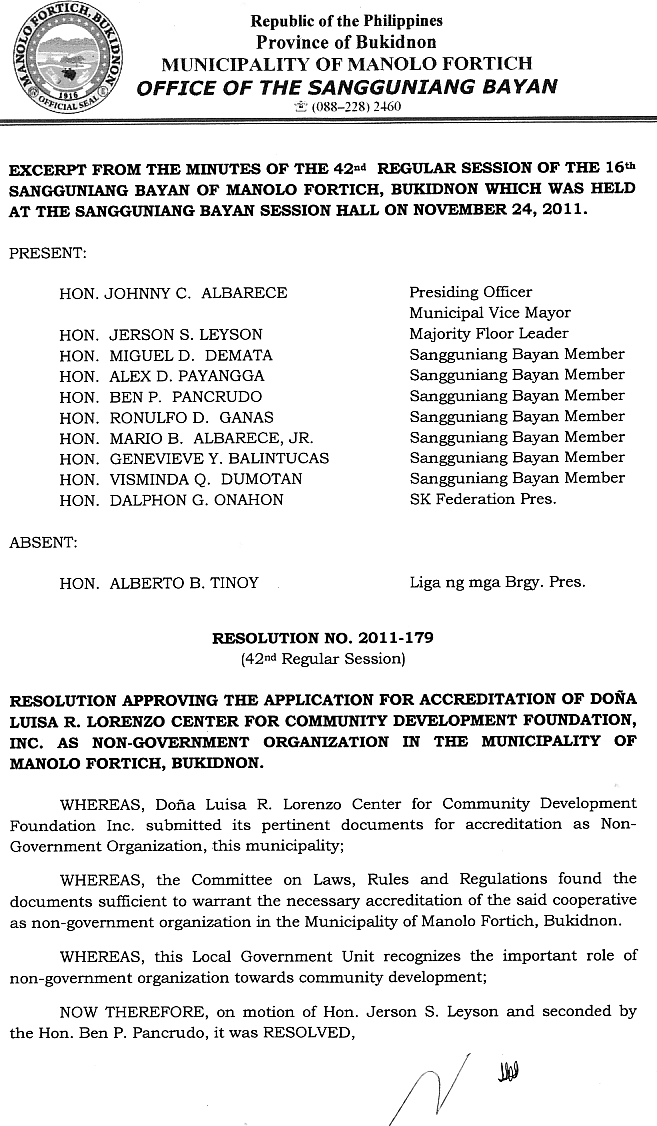 MANOLO FORTICH, BUKIDNON
1916
OFFICIAL SEAL
Republic of the Philippines
Province of Bukidnon
MUNICIPALITY OF MANOLO FORTICH
OFFICE OF THE SANGGUNIANG BAYAN
☏ (088–228) 2460
EXCERPT FROM THE MINUTES OF THE 42nd REGULAR SESSION OF THE 16th
SANGGUNIANG BAYAN OF MANOLO FORTICH, BUKIDNON WHICH WAS HELD
AT THE SANGGUNIANG BAYAN SESSION HALL ON NOVEMBER 24, 2011.
PRESENT:
HON. JOHNNY C. ALBARECE Presiding Officer
Municipal Vice Mayor
HON. JERSON S. LEYSON Majority Floor Leader
HON. MIGUEL D. DEMATA Sangguniang Bayan Member
HON. ALEX D. PAYANGGA Sangguniang Bayan Member
HON. BEN P. PANCRUDO Sangguniang Bayan Member
HON. RONULFO D. GANAS Sangguniang Bayan Member
HON. MARIO B. ALBARECE, JR. Sangguniang Bayan Member
HON. GENEVIEVE Y. BALINTUCAS Sangguniang Bayan Member
HON. VISMINDA Q. DUMOTAN Sangguniang Bayan Member
HON. DALPHON G. ONAHON SK Federation Pres.
ABSENT:
HON. ALBERTO B. TINOY Liga ng mga Brgy. Pres.
RESOLUTION NO. 2011-179
(42nd Regular Session)
RESOLUTION APPROVING THE APPLICATION FOR ACCREDITATION OF DOÑA
LUISA R. LORENZO CENTER FOR COMMUNITY DEVELOPMENT FOUNDATION,
INC. AS NON-GOVERNMENT ORGANIZATION IN THE MUNICIPALITY OF
MANOLO FORTICH, BUKIDNON.
WHEREAS, Doña Luisa R. Lorenzo Center for Community Development
Foundation Inc. submitted its pertinent documents for accreditation as Non-
Government Organization, this municipality;
WHEREAS, the Committee on Laws, Rules and Regulations found the
documents sufficient to warrant the necessary accreditation of the said cooperative
as non-government organization in the Municipality of Manolo Fortich, Bukidnon.
WHEREAS, this Local Government Unit recognizes the important role of
non-government organization towards community development;
NOW THEREFORE, on motion of Hon. Jerson S. Leyson and seconded by
the Hon. Ben P. Pancrudo, it was RESOLVED,